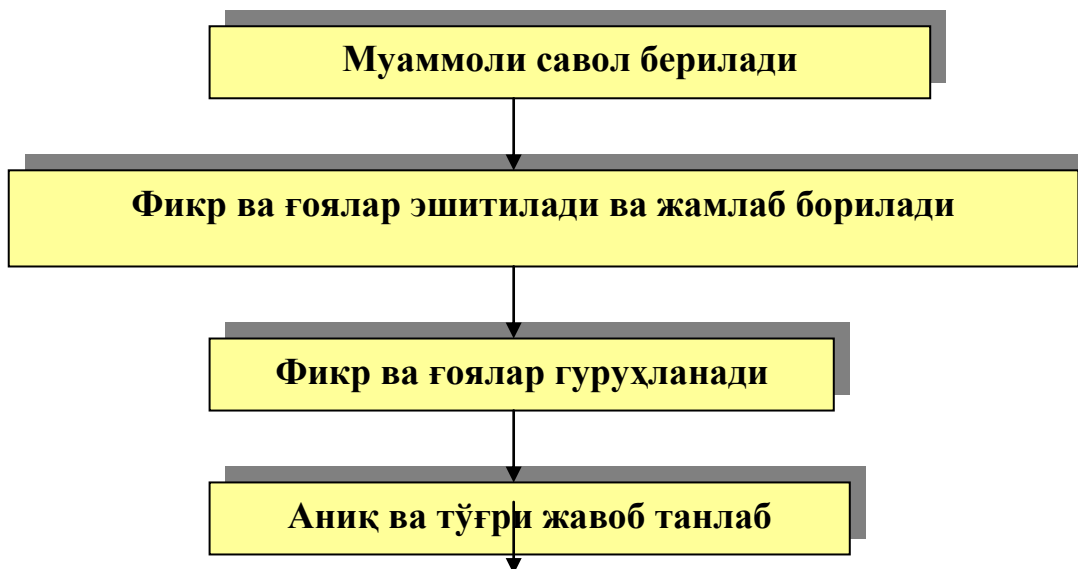 Муаммоли савол берилади
Фикр ва ғоялар эшитилади ва жамлаб борилади
Фикр ва ғоялар гуруҳланади
Аниқ ва тўғри жавоб танлаб